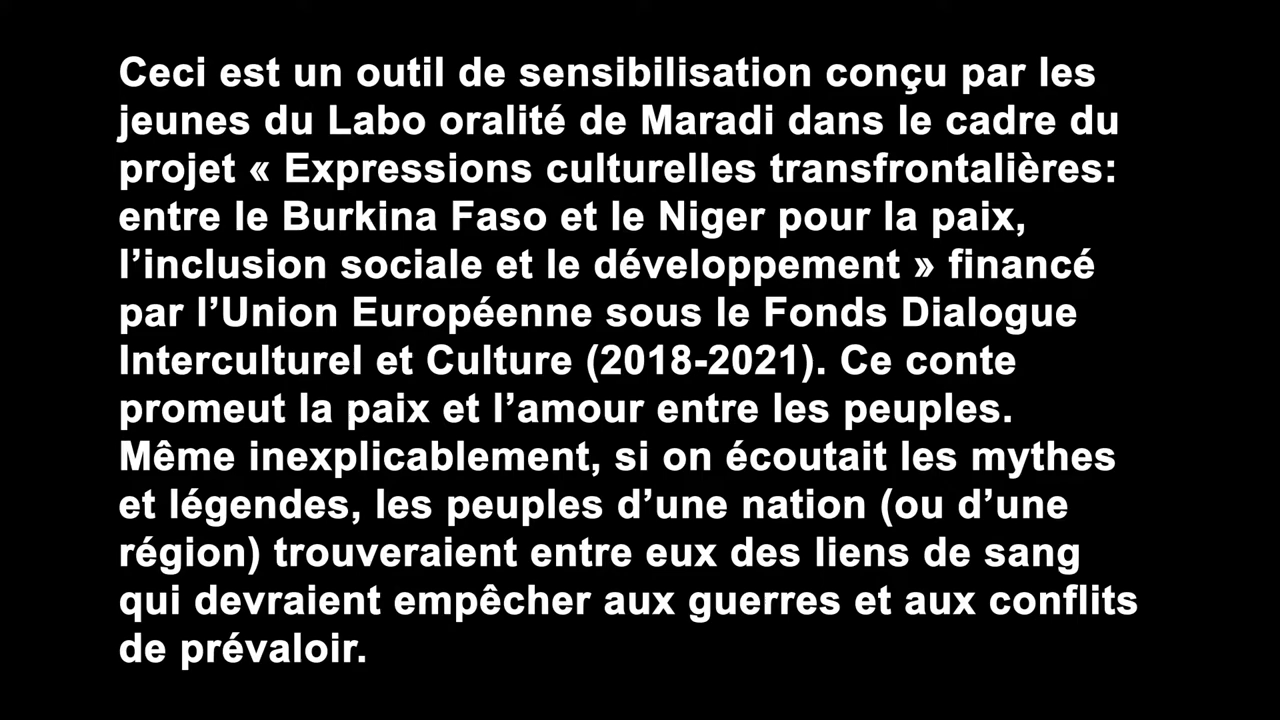 Ceci est un outil de sensibilisation conçu par les
jeunes du Labo oralité de Maradi dans le cadre du
projet « Expressions culturelles transfrontalières:
entre le Burkina Faso et le Niger pour la paix,
l’inclusion sociale et le développement » financé
par l’Union Européenne sous le Fonds Dialogue
Interculturel et Culture (2018-2021). Ce conte
promeut la paix et l’amour entre les peuples.
Même inexplicablement, si on écoutait les mythes
et légendes, les peuples d’une nation (ou d’une
région) trouveraient entre eux des liens de sang
qui devraient empêcher aux guerres et aux conflits
de prévaloir.